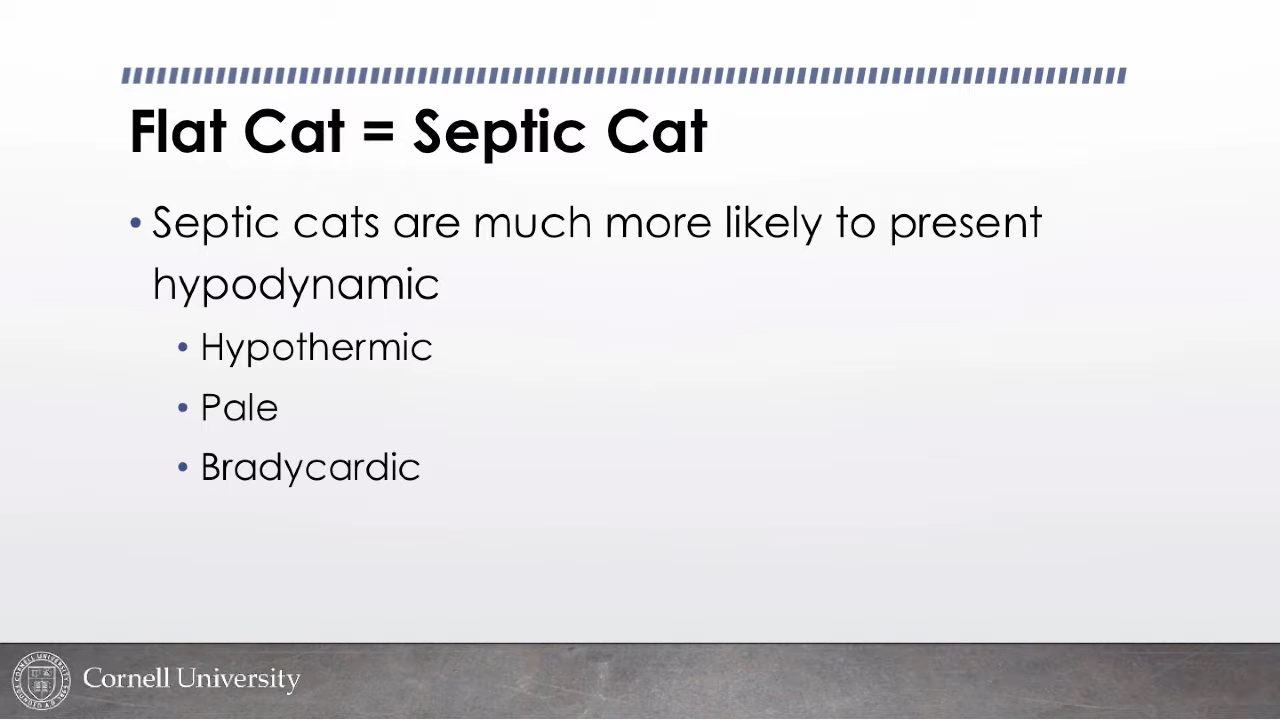 Flat Cat = Septic Cat
• Septic cats are much more likely to present
hypodynamic
• Hypothermic
• Pale
• Bradycardic
Cornell University